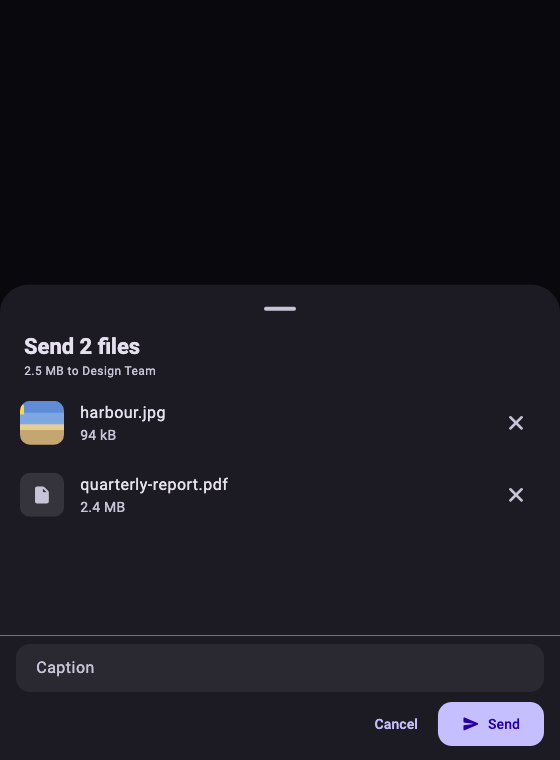 Send 2 files
2.5 MB to Design Team
harbour.jpg
94 kB
quarterly-report.pdf
2.4 MB
Caption
Cancel
Send